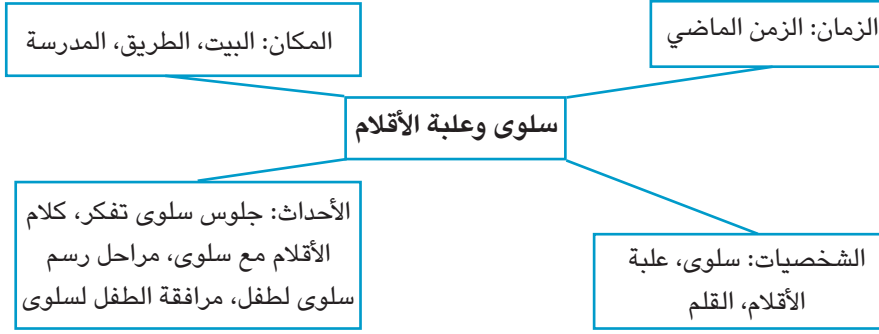 الزمان: الزمن الماضي
المكان: البيت، الطريق، المدرسة
سلوى وعلبة الأقلام
الشخصيات: سلوى، علبة
الأقلام، القلم
الأحداث: جلوس سلوى تفكر، كلام
الأقلام مع سلوى، مراحل رسم
سلوى لطفل، مرافقة الطفل لسلوى